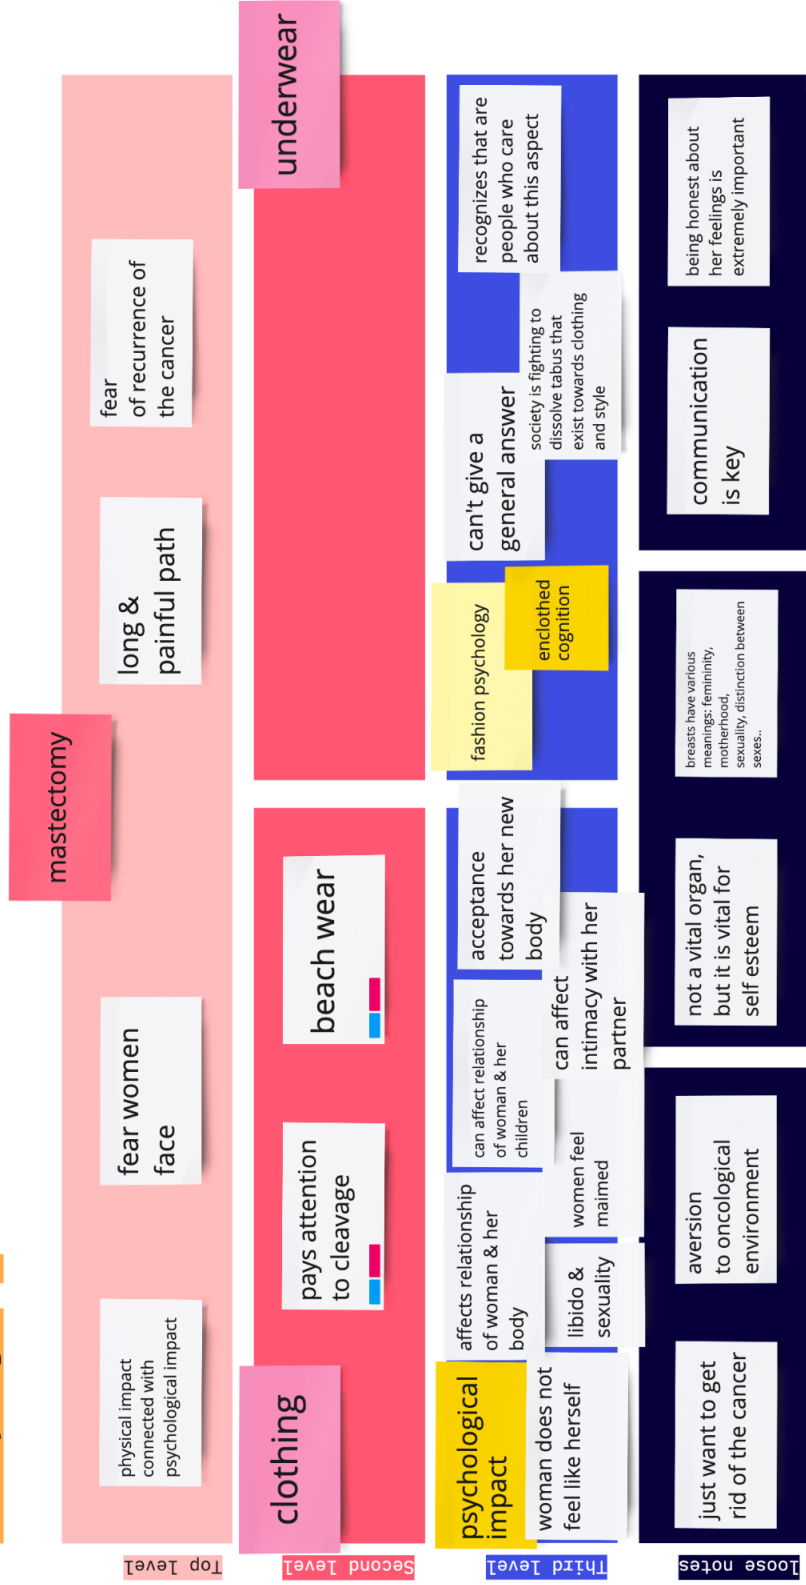 Top level
mastectomy
physical impact
connected with
psychological impact
fear women
face
long &
painful path
fear
of recurrence of
the cancer
Second level
clothing
pays attention
to cleavage
beach wear
underwear
Third level
psychological
impact
woman does not
feel like herself
affects relationship
of woman & her
body
libido &
sexuality
women feel
maimed
can affect relationship
of woman & her
children
can affect
intimacy with her
partner
acceptance
towards her new
body
fashion psychology
enclothed
cognition
can't give a
general answer
society is fighting to
dissolve tabus that
exist towards clothing
and style
recognizes that are
people who care
about this aspect
loose notes
just want to get
rid of the cancer
aversion
to oncological
environment
not a vital organ,
but it is vital for
self esteem
breasts have various
meanings: femininity,
motherhood,
sexuality, distinction between
sexes..
communication
is key
being honest about
her feelings is
extremely important